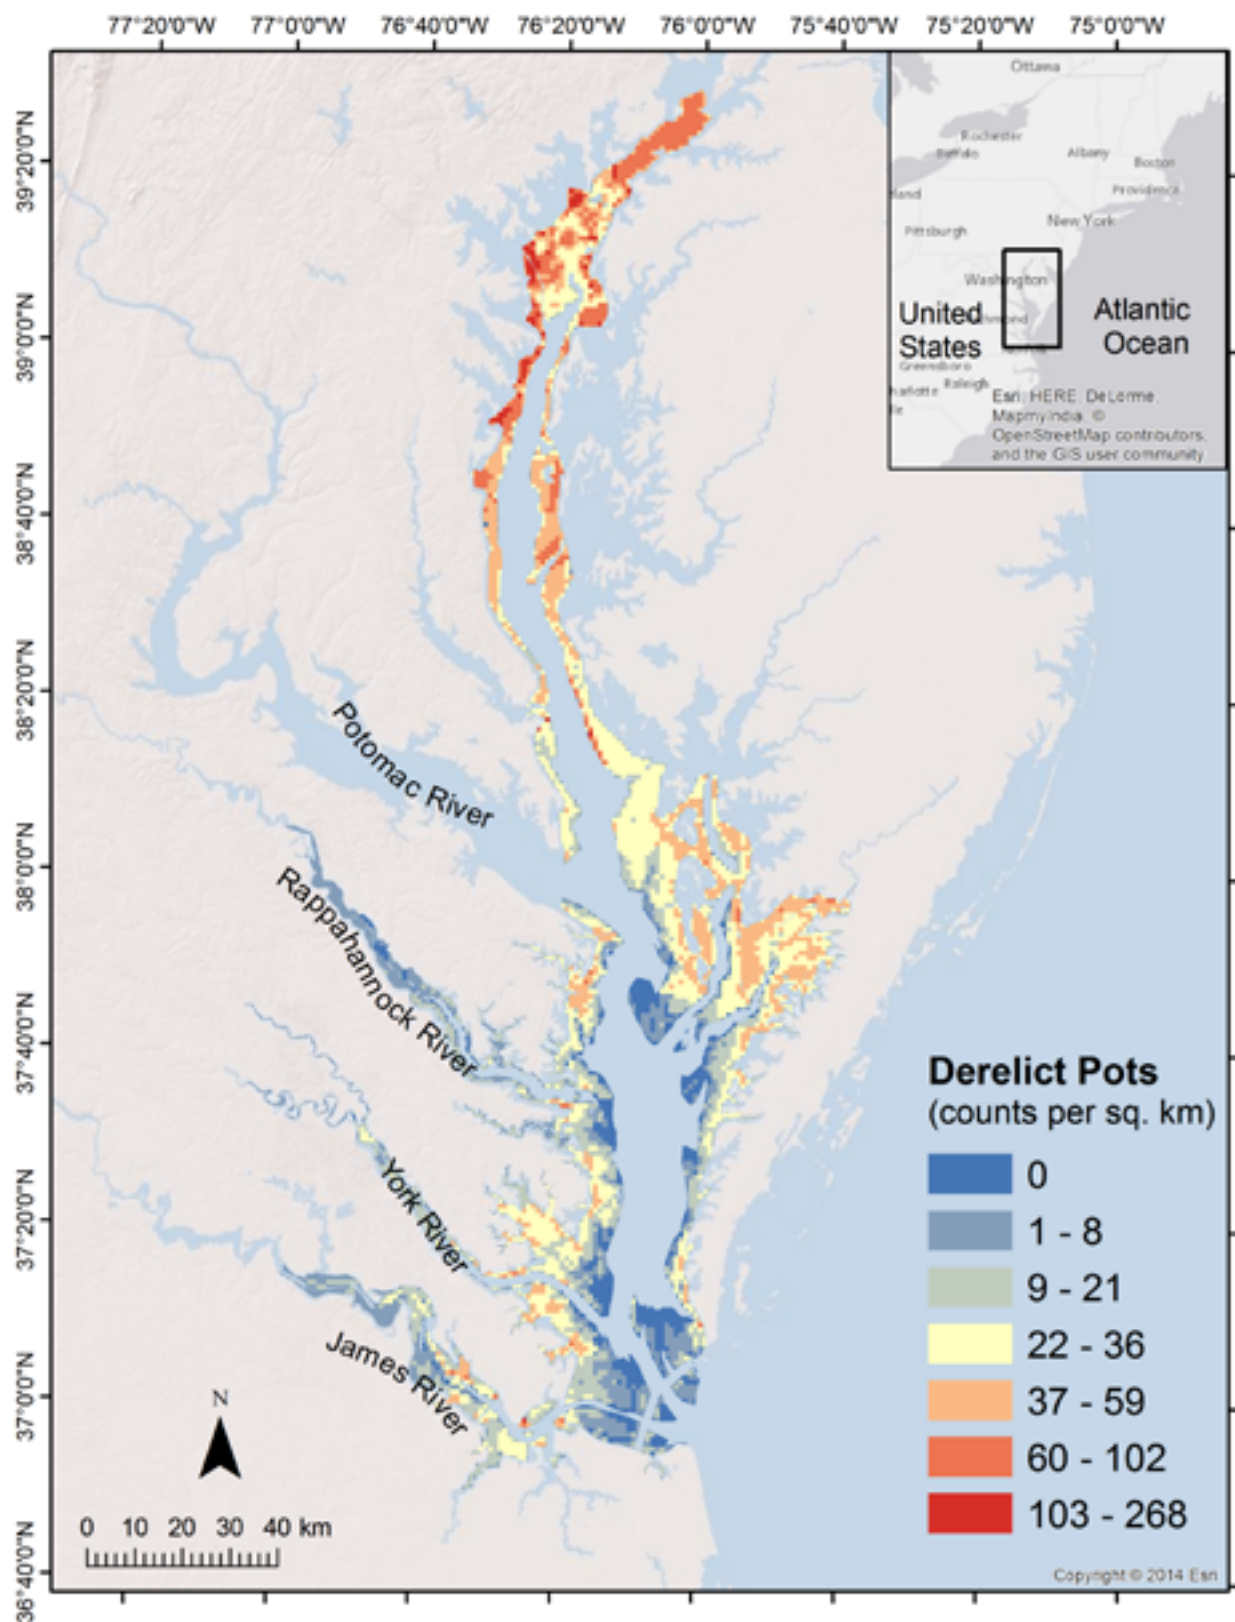 77°20'0"W 77°0'0"W 76°40'0"W 76°20'0"W 76°0'0"W 75°40'0"W 75°20'0"W 75°0'0"W
39°20'0"N
39°0'0"N
38°40'0"N
38°20'0"N
38°0'0"N
37°40'0"N
37°20'0"N
37°0'0"N
36°40'0"N
Ottawa
Rochester
Buffalo
Albany
Boston
land
Providence
New York
Pittsburgh
Washington
United
States
Atlantic
Ocean
hmond
Greensboro
harlotte
Raleigh
lle
Esri, HERE, DeLorme,
MapmyIndia, ©
OpenStreetMap contributors,
and the GIS user community
Potomac River
Rappahannock River
York River
James River
Derelict Pots
(counts per sq. km)
0
1 - 8
9 - 21
22 - 36
37 - 59
60 - 102
103 - 268
N
0 10 20 30 40 km
Copyright © 2014 Esri